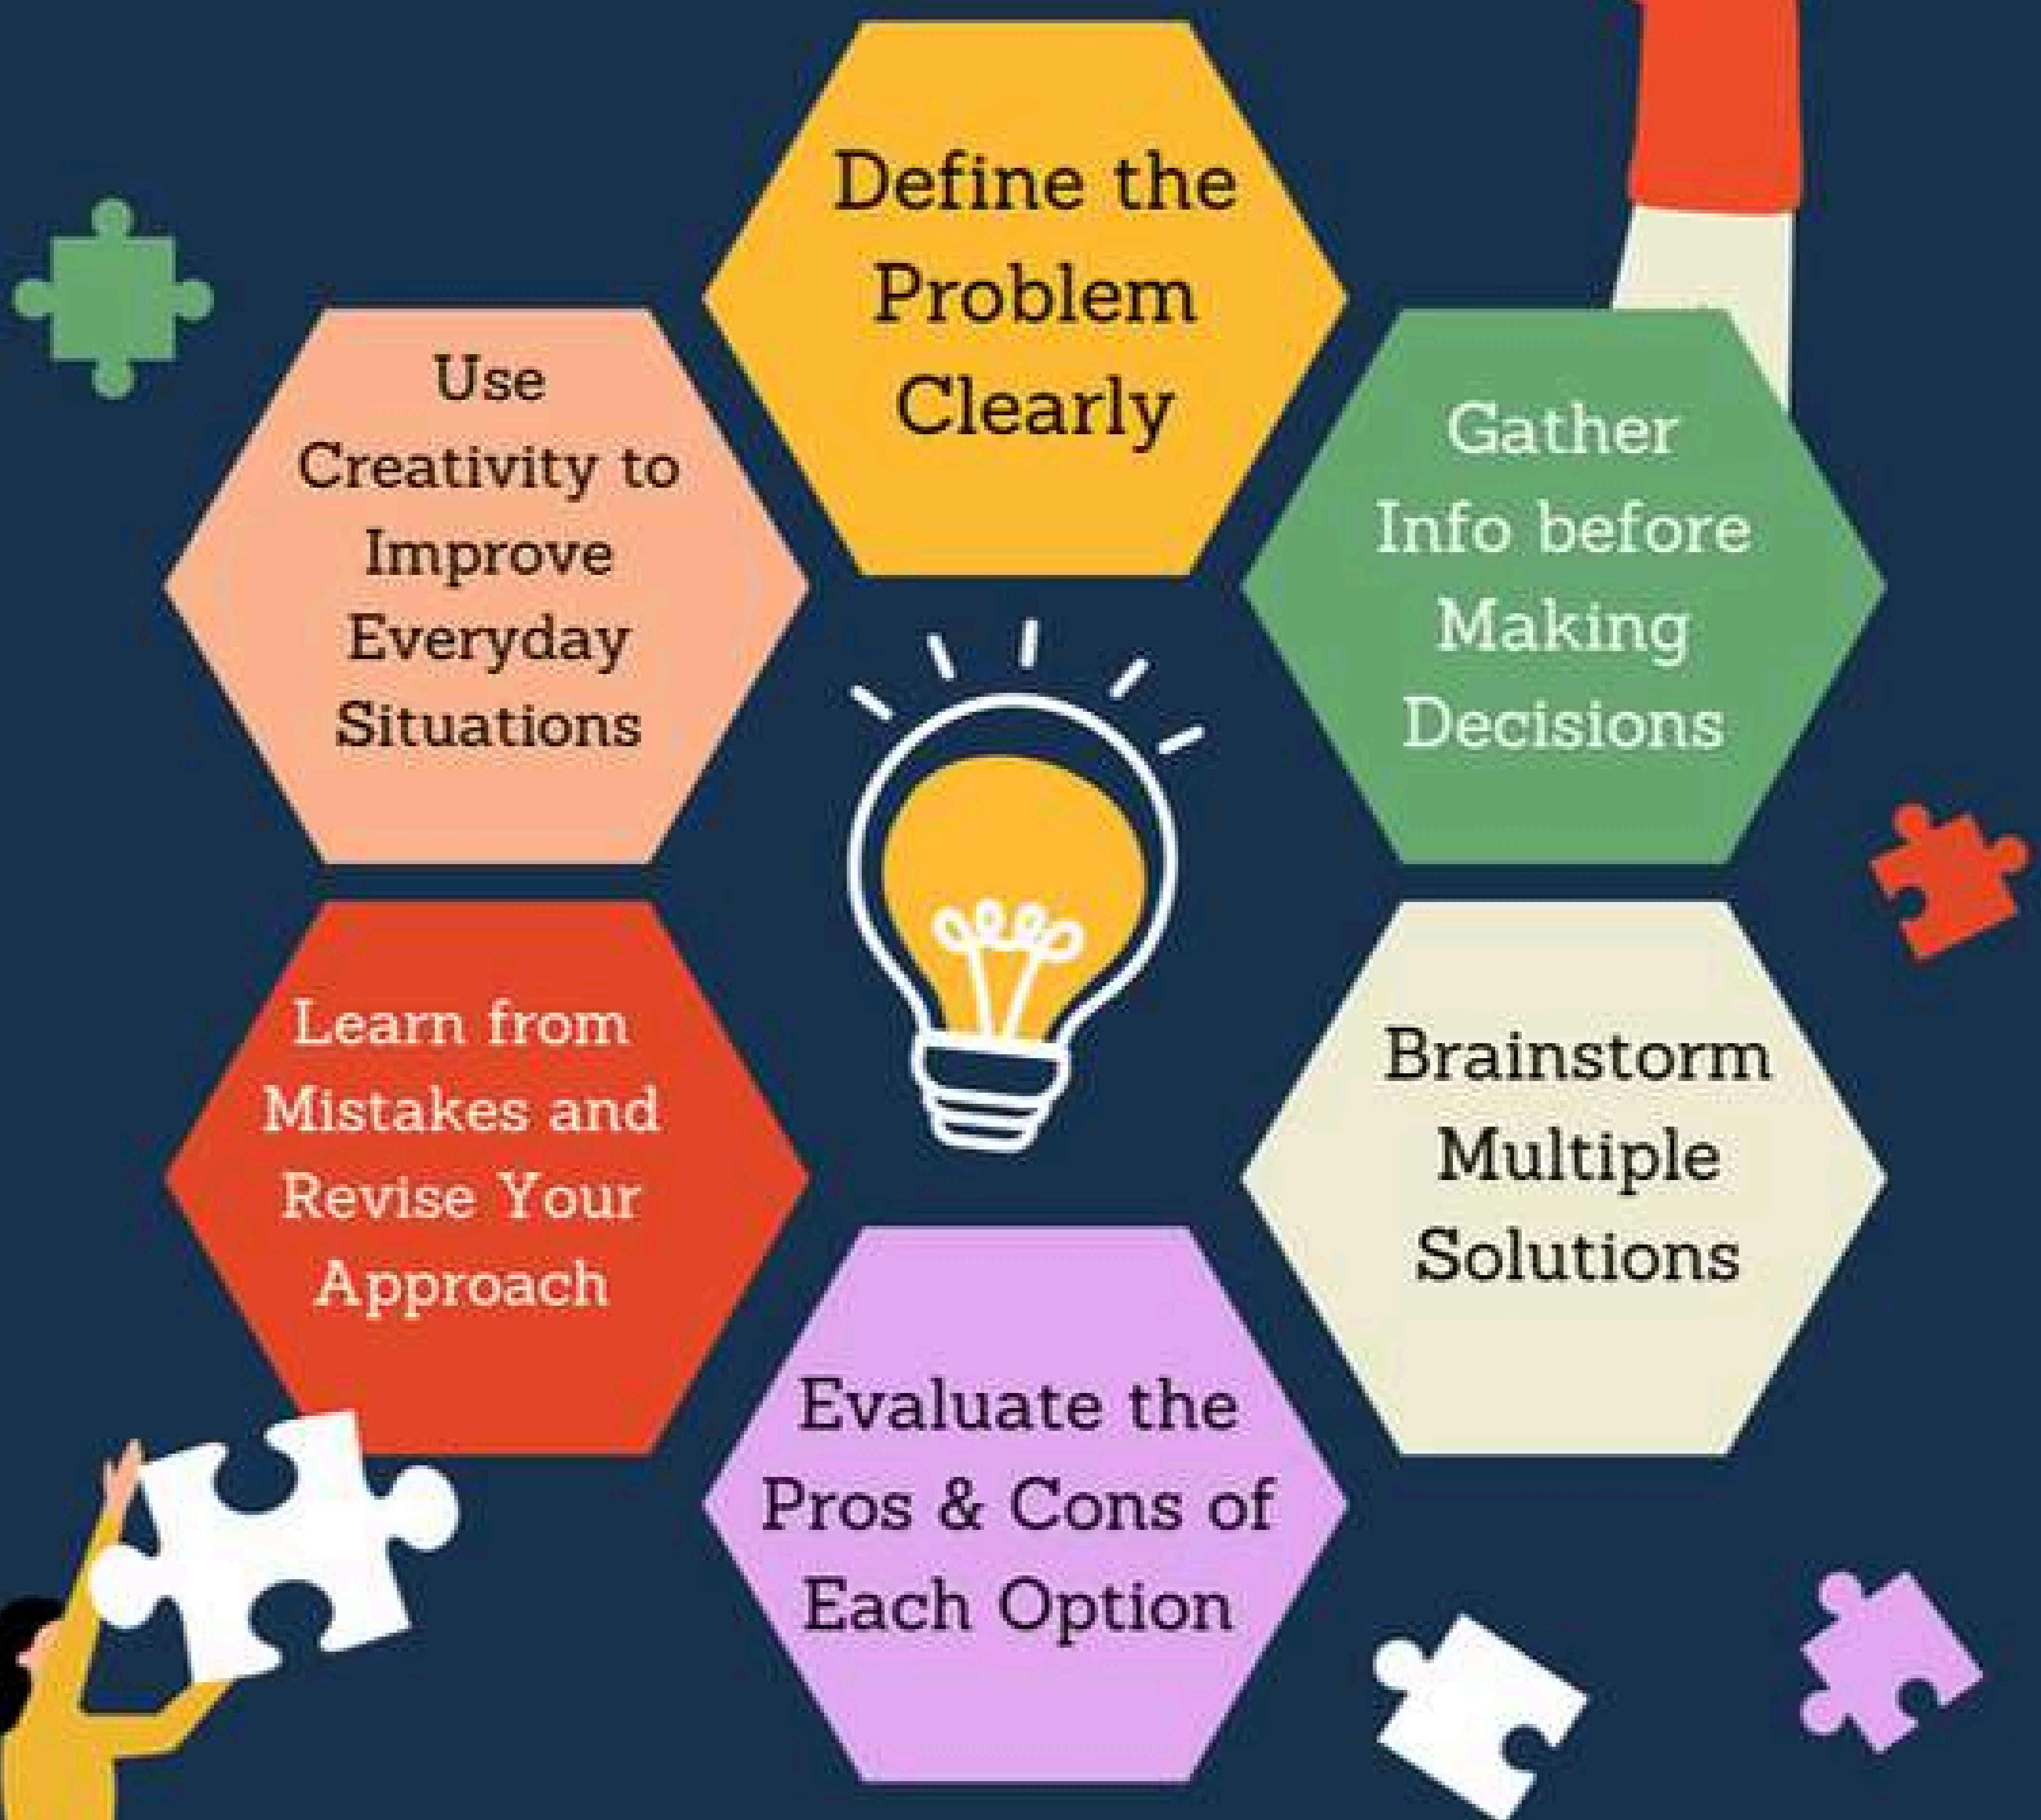 Define the
Problem
Clearly
Gather
Info before
Making
Decisions
Brainstorm
Multiple
Solutions
Evaluate the
Pros & Cons of
Each Option
Learn from
Mistakes and
Revise Your
Approach
Use
Creativity to
Improve
Everyday
Situations